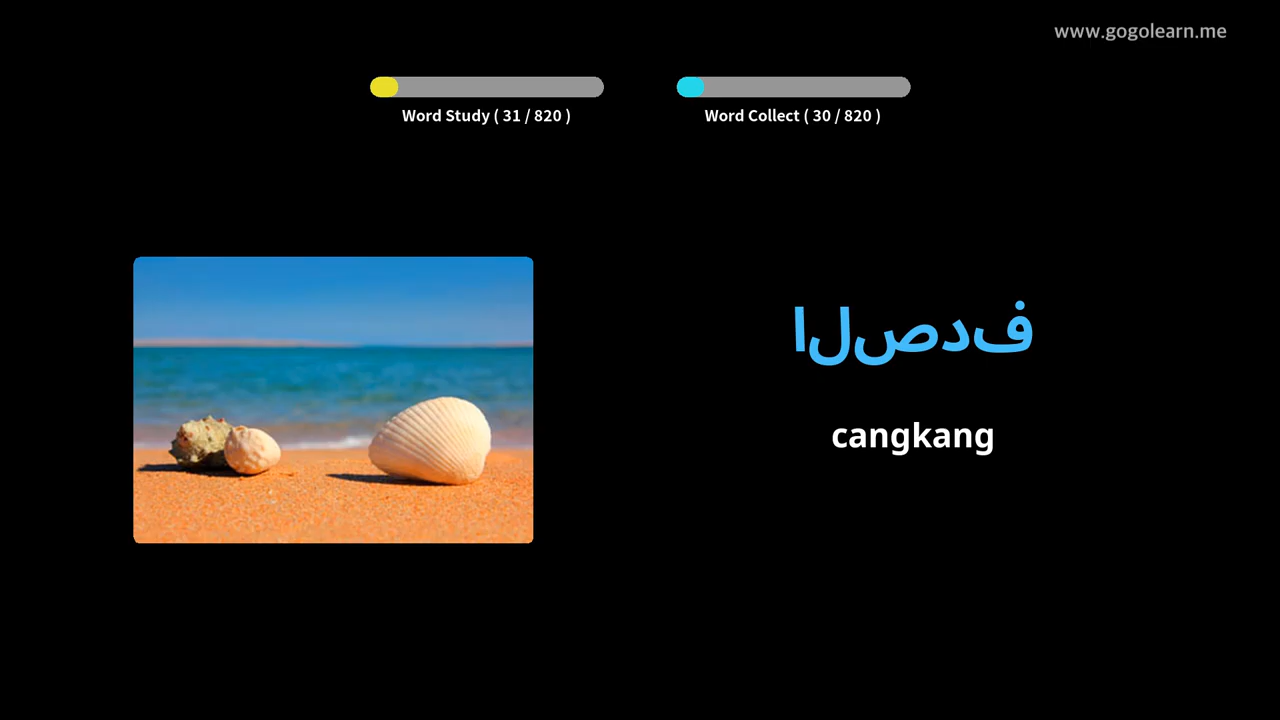 www.gogolearn.me
Word Study ( 31 / 820 )
Word Collect ( 30 / 820 )
الصدف
cangkang